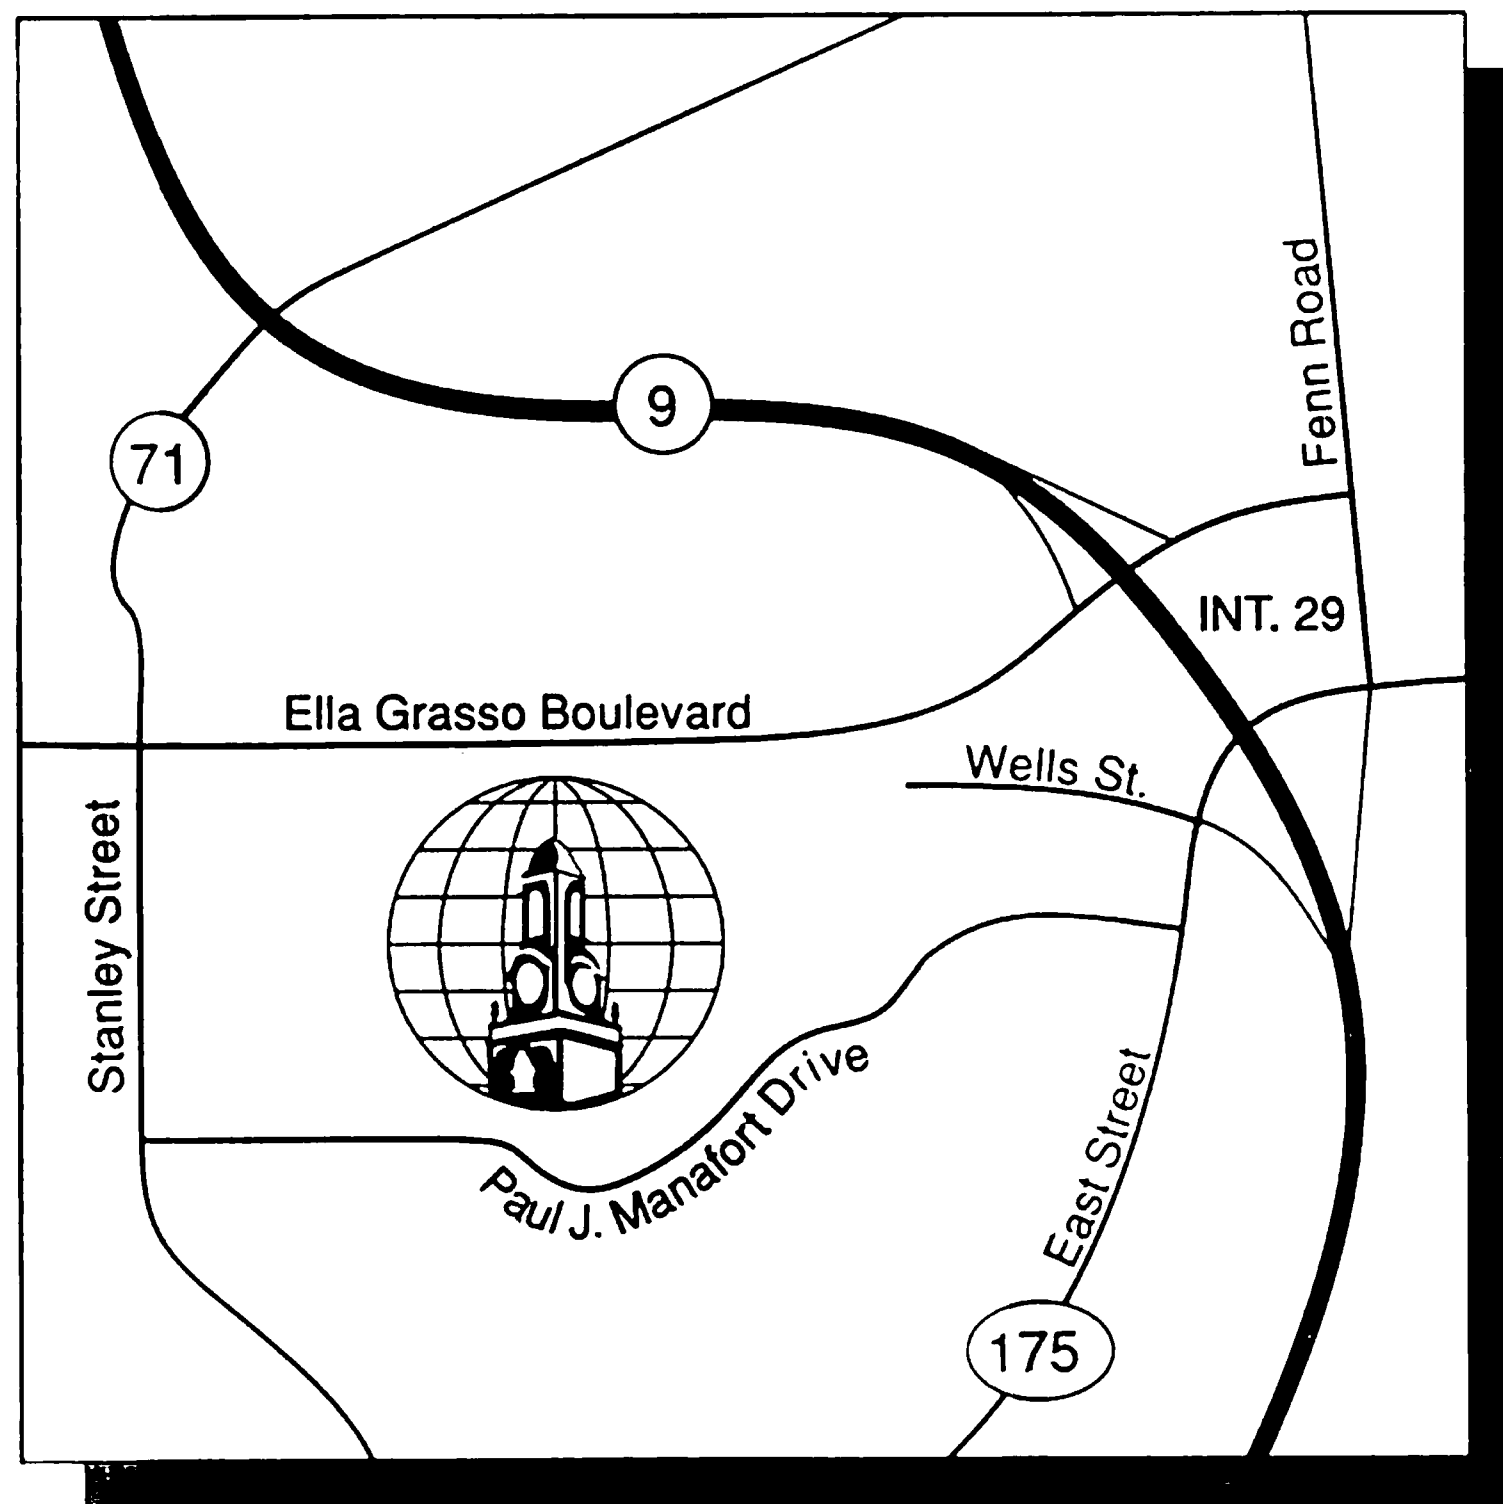 Fenn Road
9
71
INT. 29
Ella Grasso Boulevard
Wells St.
Stanley Street
Paul J. Manafort Drive
East Street
175